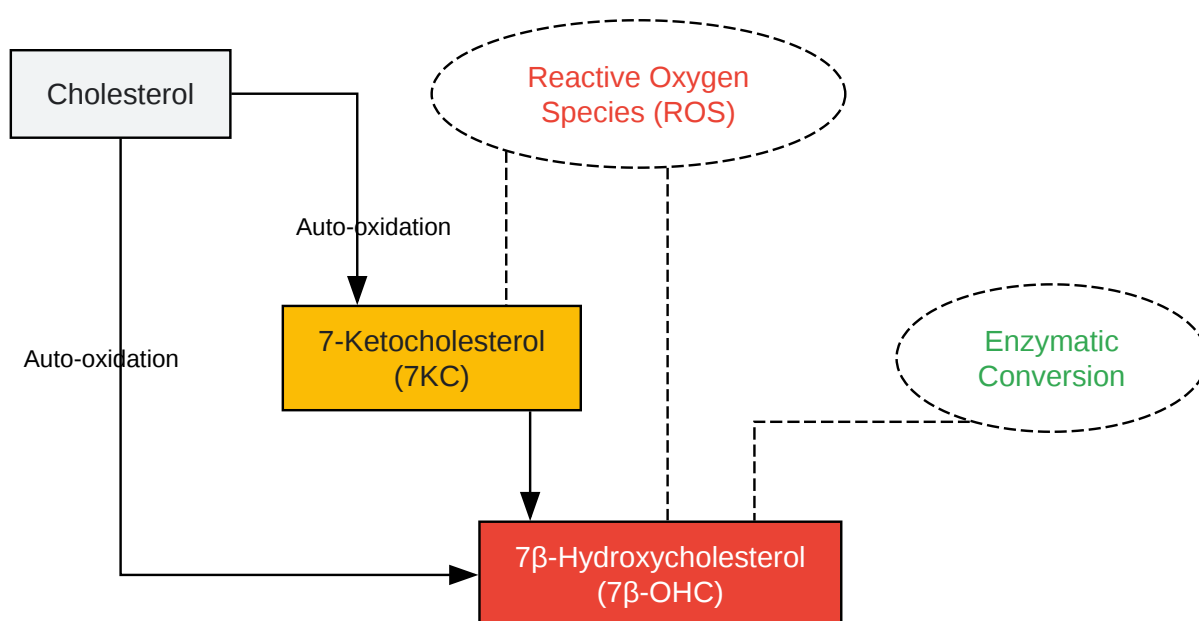 Cholesterol
Reactive Oxygen
Species (ROS)
Auto-oxidation
7-Ketocholesterol
(7KC)
Auto-oxidation
Enzymatic
Conversion
7β-Hydroxycholesterol
(7β-OHC)